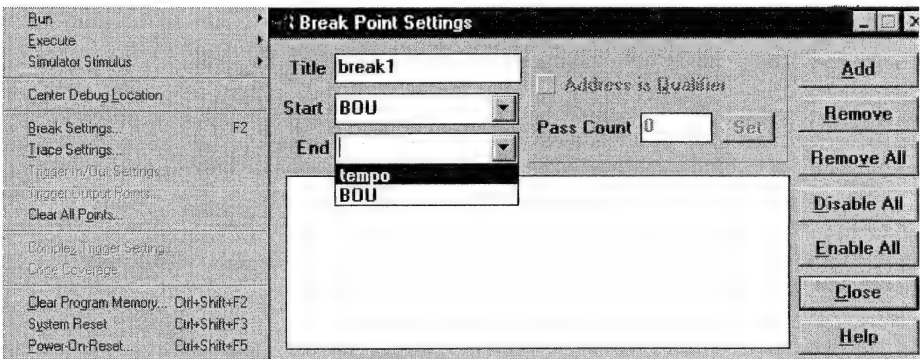 Run
Execute
Simulator Stimulus
Center Debug Location
Break Settings... F2
Trace Settings...
Trigger In/Out Settings...
Trigger Output Points...
Clear All Points...
Complex Trigger Settings
Code Coverage
Clear Program Memory... Ctrl+Shift+F2
System Reset Ctrl+Shift+F3
Power-On-Reset... Ctrl+Shift+F5
Break Point Settings
Title break1
Start BOU
End
tempo
BOU
Address is Qualifier
Pass Count 0 Set
Add
Remove
Remove All
Disable All
Enable All
Close
Help